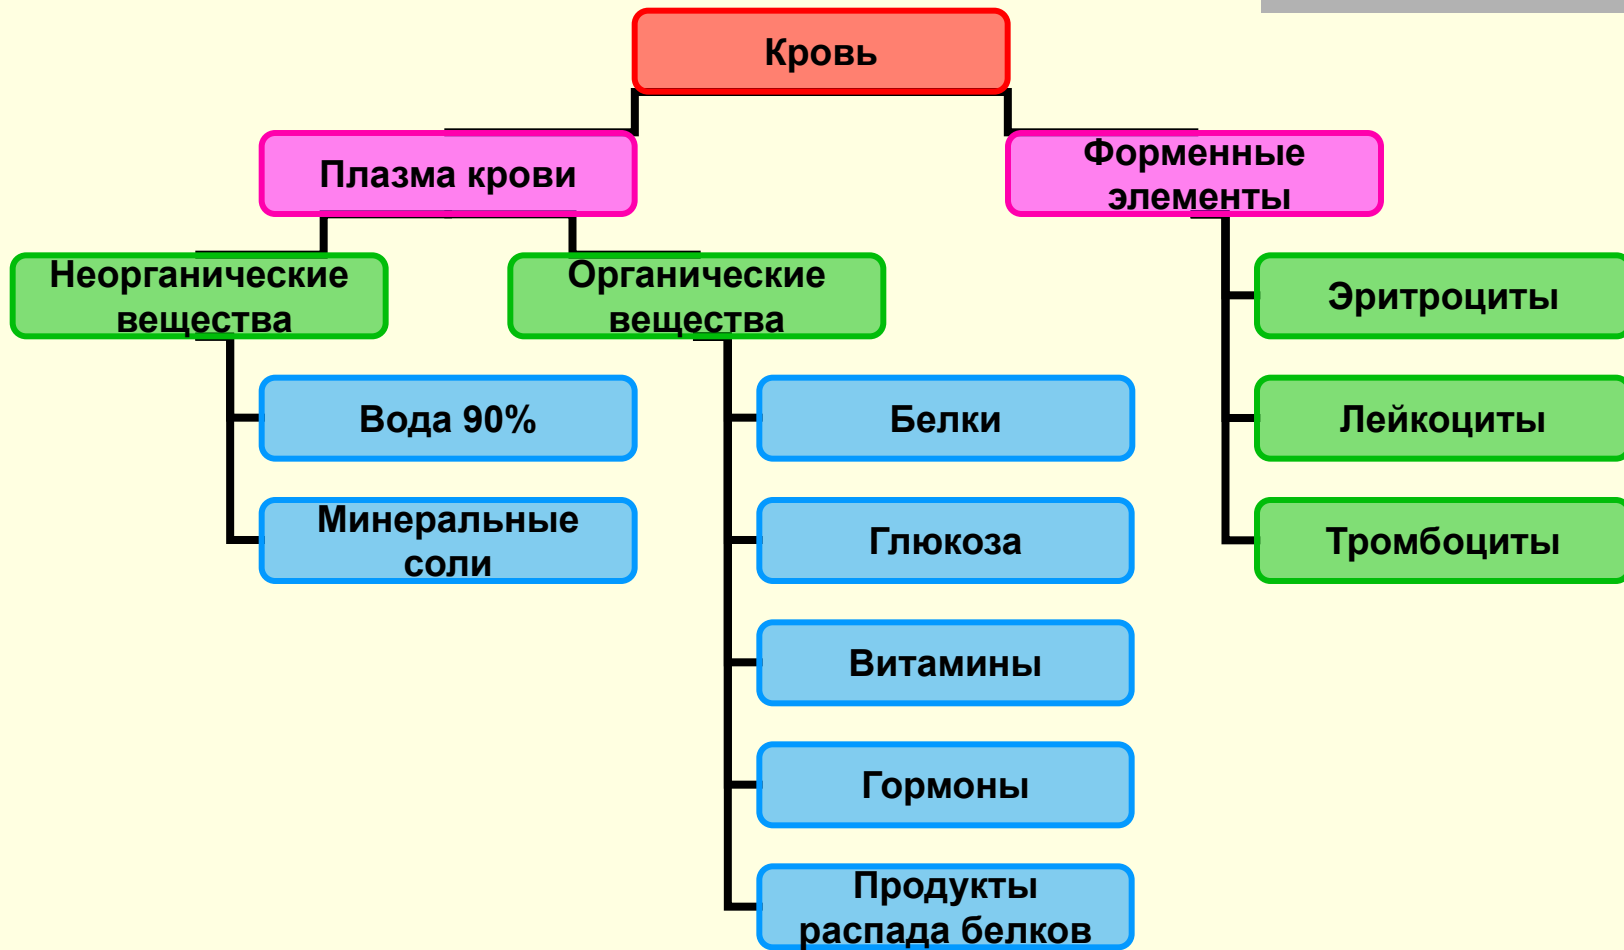 Кровь
Плазма крови
Форменные
элементы
Неорганические
вещества
Органические
вещества
Эритроциты
Вода 90%
Белки
Лейкоциты
Минеральные
соли
Глюкоза
Тромбоциты
Витамины
Гормоны
Продукты
распада белков